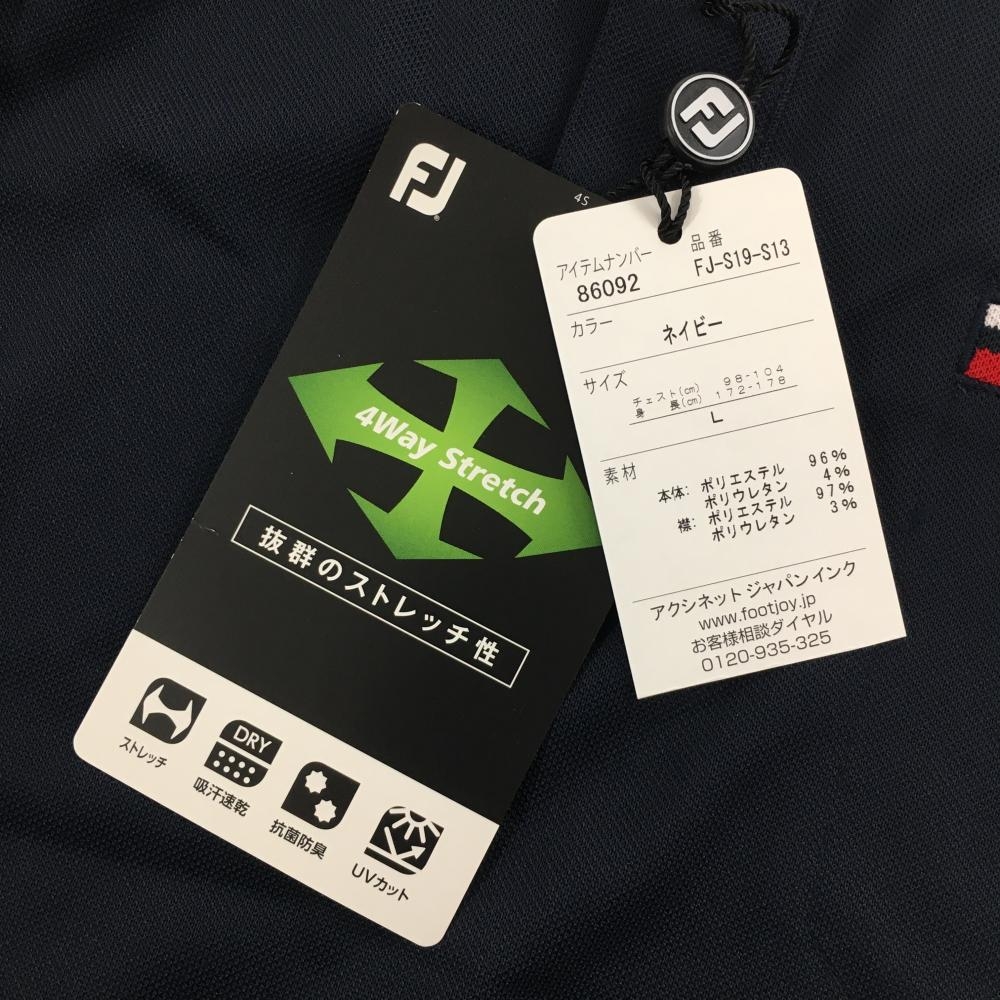 FJ
4S
4Way Stretch
抜群のストレッチ性
ストレッチ
DRY
吸汗速乾
抗菌防臭
UVカット
FJ
アイテムナンバー 品番
86092 FJ-S19-S13
カラー ネイビー
サイズ
チェスト(cm) 98-104
身 長(cm) 172-178
L
素材
本体: ポリエステル 96%
ポリウレタン 4%
襟: ポリエステル 97%
ポリウレタン 3%
アクシネット ジャパンインク
www.footjoy.jp
お客様相談ダイヤル
0120-935-325